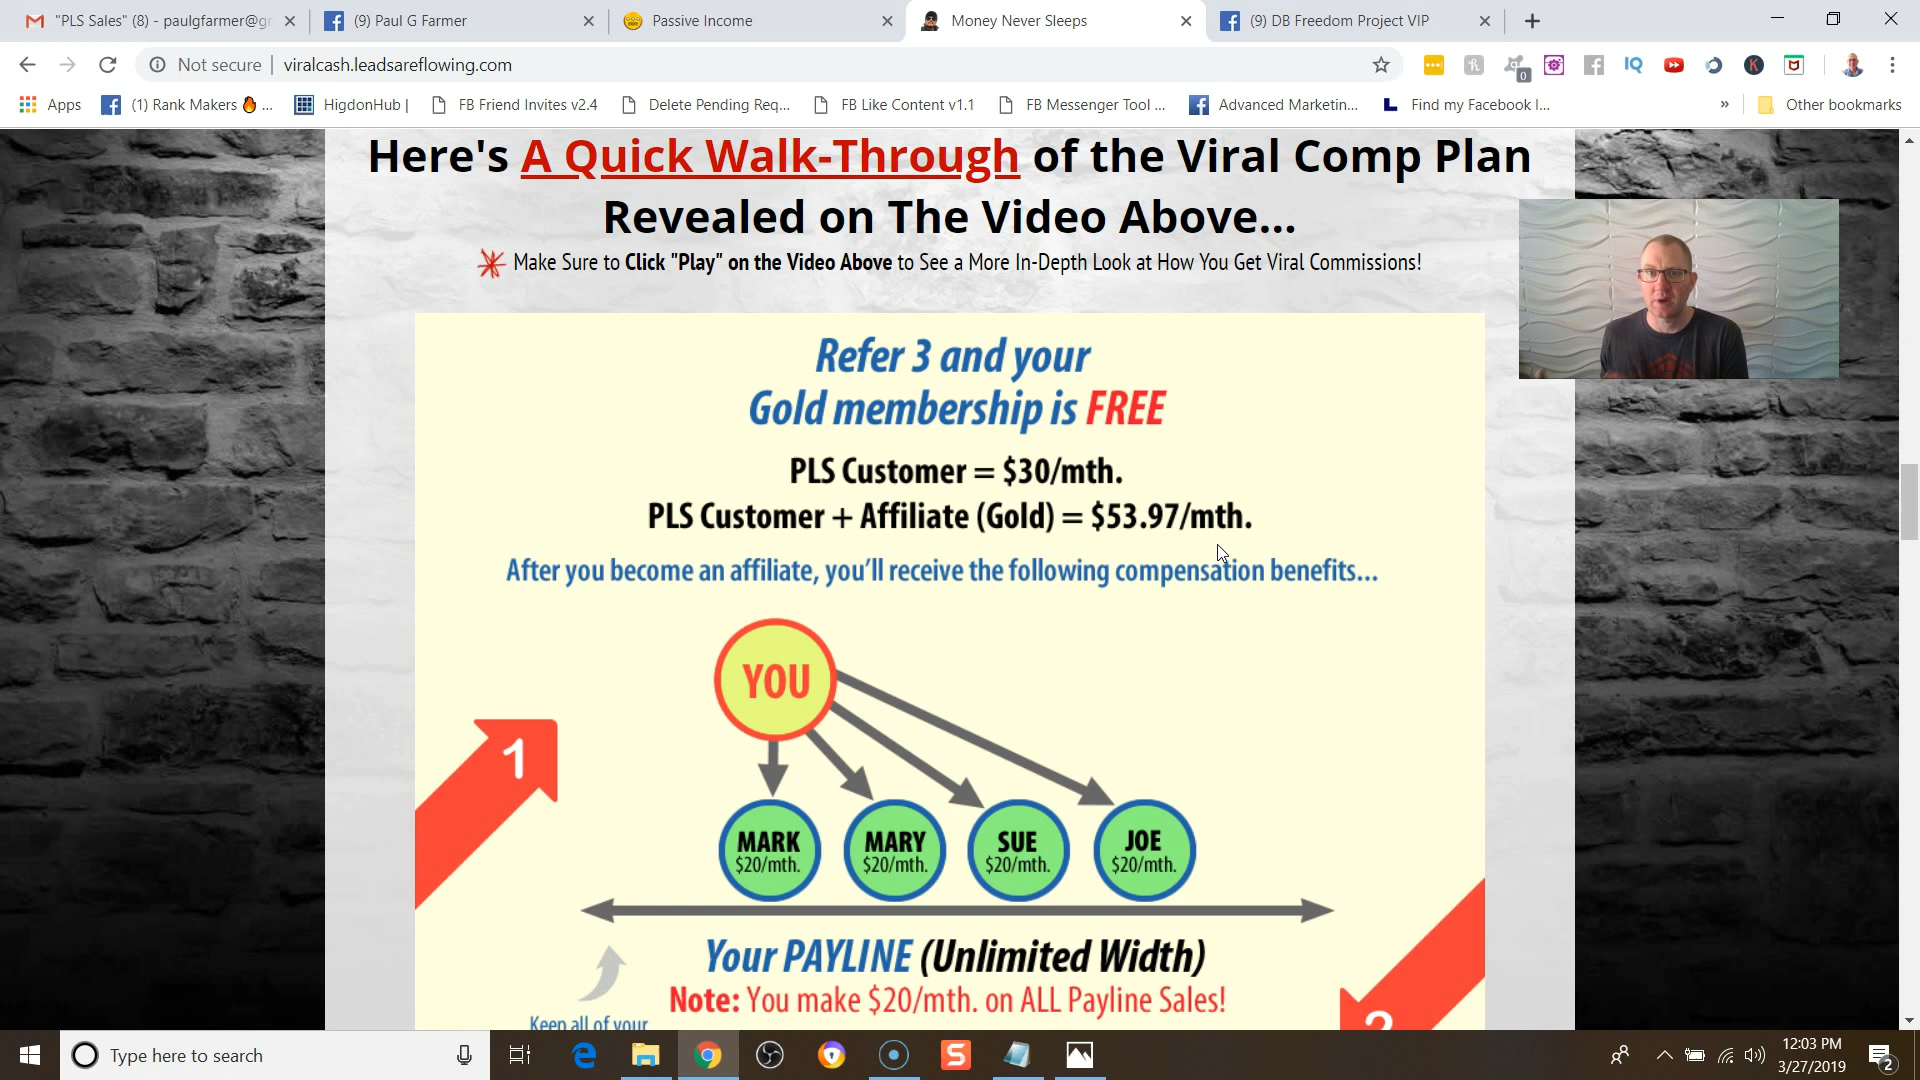 "PLS Sales" (8) - paulgfarmer@g
(9) Paul G Farmer
Passive Income
Money Never Sleeps
(9) DB Freedom Project VIP
Not secure
viralcash.leadsareflowing.com
0
IQ
K
Apps
(1) Rank Makers 🔥 ...
HigdonHub |
FB Friend Invites v2.4
Delete Pending Req...
FB Like Content v1.1
FB Messenger Tool ...
Advanced Marketin...
L
Find my Facebook I...
»
Other bookmarks
Here's A Quick Walk-Through of the Viral Comp Plan
Revealed on The Video Above...
Make Sure to Click "Play" on the Video Above to See a More In-Depth Look at How You Get Viral Commissions!
Refer 3 and your
Gold membership is FREE
PLS Customer = $30/mth.
PLS Customer + Affiliate (Gold) = $53.97/mth.
After you become an affiliate, you'll receive the following compensation benefits...
YOU
1
MARK
$20/mth.
MARY
$20/mth.
SUE
$20/mth.
JOE
$20/mth.
Your PAYLINE (Unlimited Width)
Note: You make $20/mth. on ALL Payline Sales!
Keep all of your
2
Type here to search
S
12:03 PM
3/27/2019
2